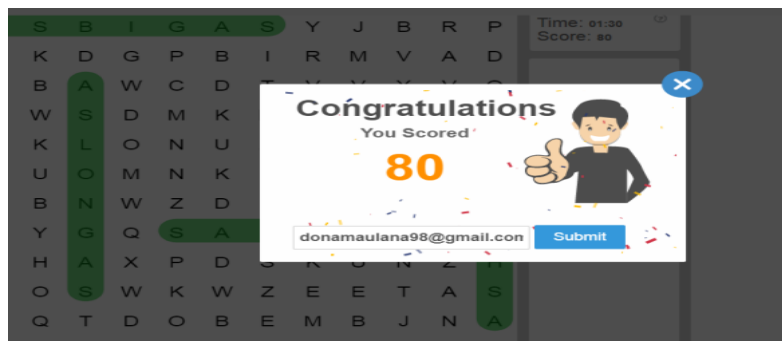 S B I G A S Y J B R P
Time: 01:30
Score: 80
K D G P B I R M V A D
B A W C D
W S D M K
K L O N U
U O M N K
B N W Z D
Y G Q S A
H A X P D S K U N Z H
O S W K W Z E E T A S
Q T D O B E M B J N A
Congratulations
You Scored
80
donamaulana98@gmail.con
Submit